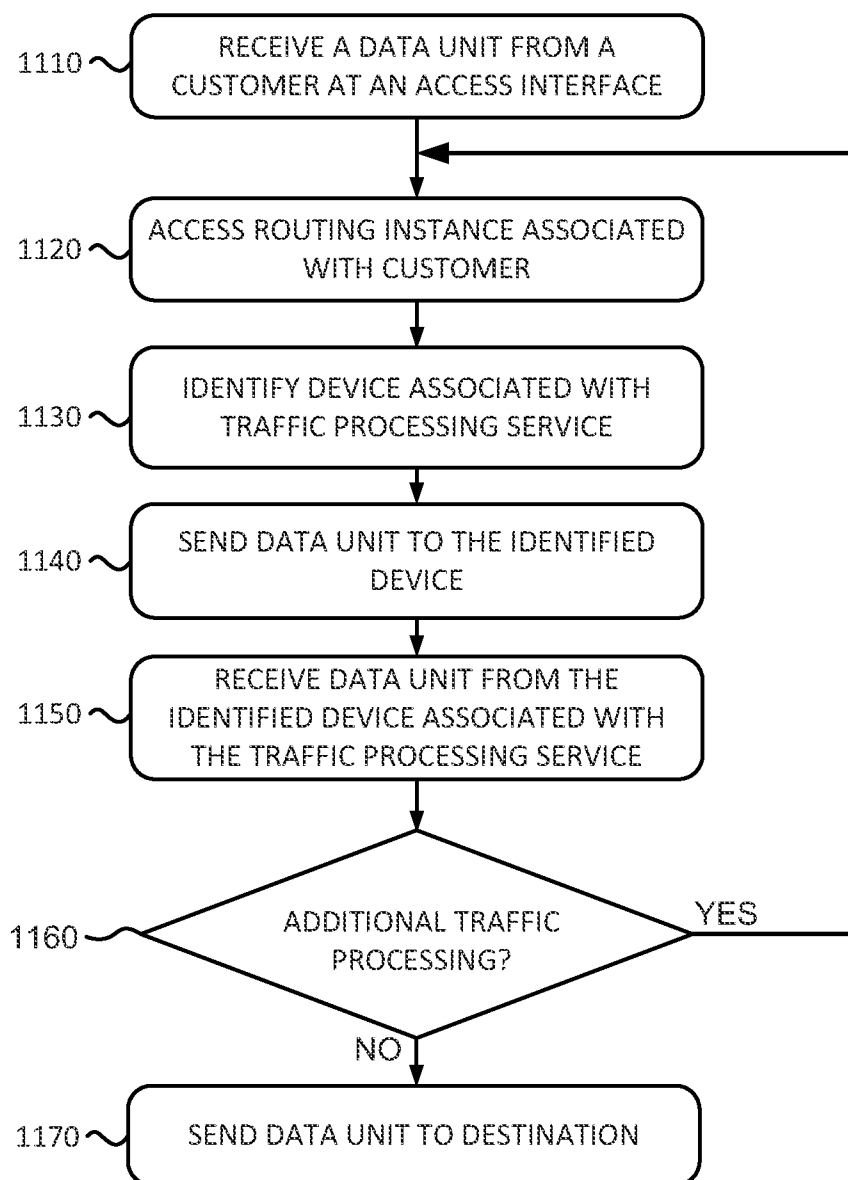 RECEIVE A DATA UNIT FROM A
1110
CUSTOMER AT AN ACCESS INTERFACE
ACCESS ROUTING INSTANCE ASSOCIATED
1120
WITH CUSTOMER
IDENTIFY DEVICE ASSOCIATED WITH
1130
TRAFFIC PROCESSING SERVICE
SEND DATA UNIT TO THE IDENTIFIED
1140
DEVICE
RECEIVE DATA UNIT FROM THE
1150
IDENTIFIED DEVICE ASSOCIATED WITH
THE TRAFFIC PROCESSING SERVICE
YES
ADDITIONAL TRAFFIC
1160
PROCESSING?
NO
1170
SEND DATA UNIT TO DESTINATION